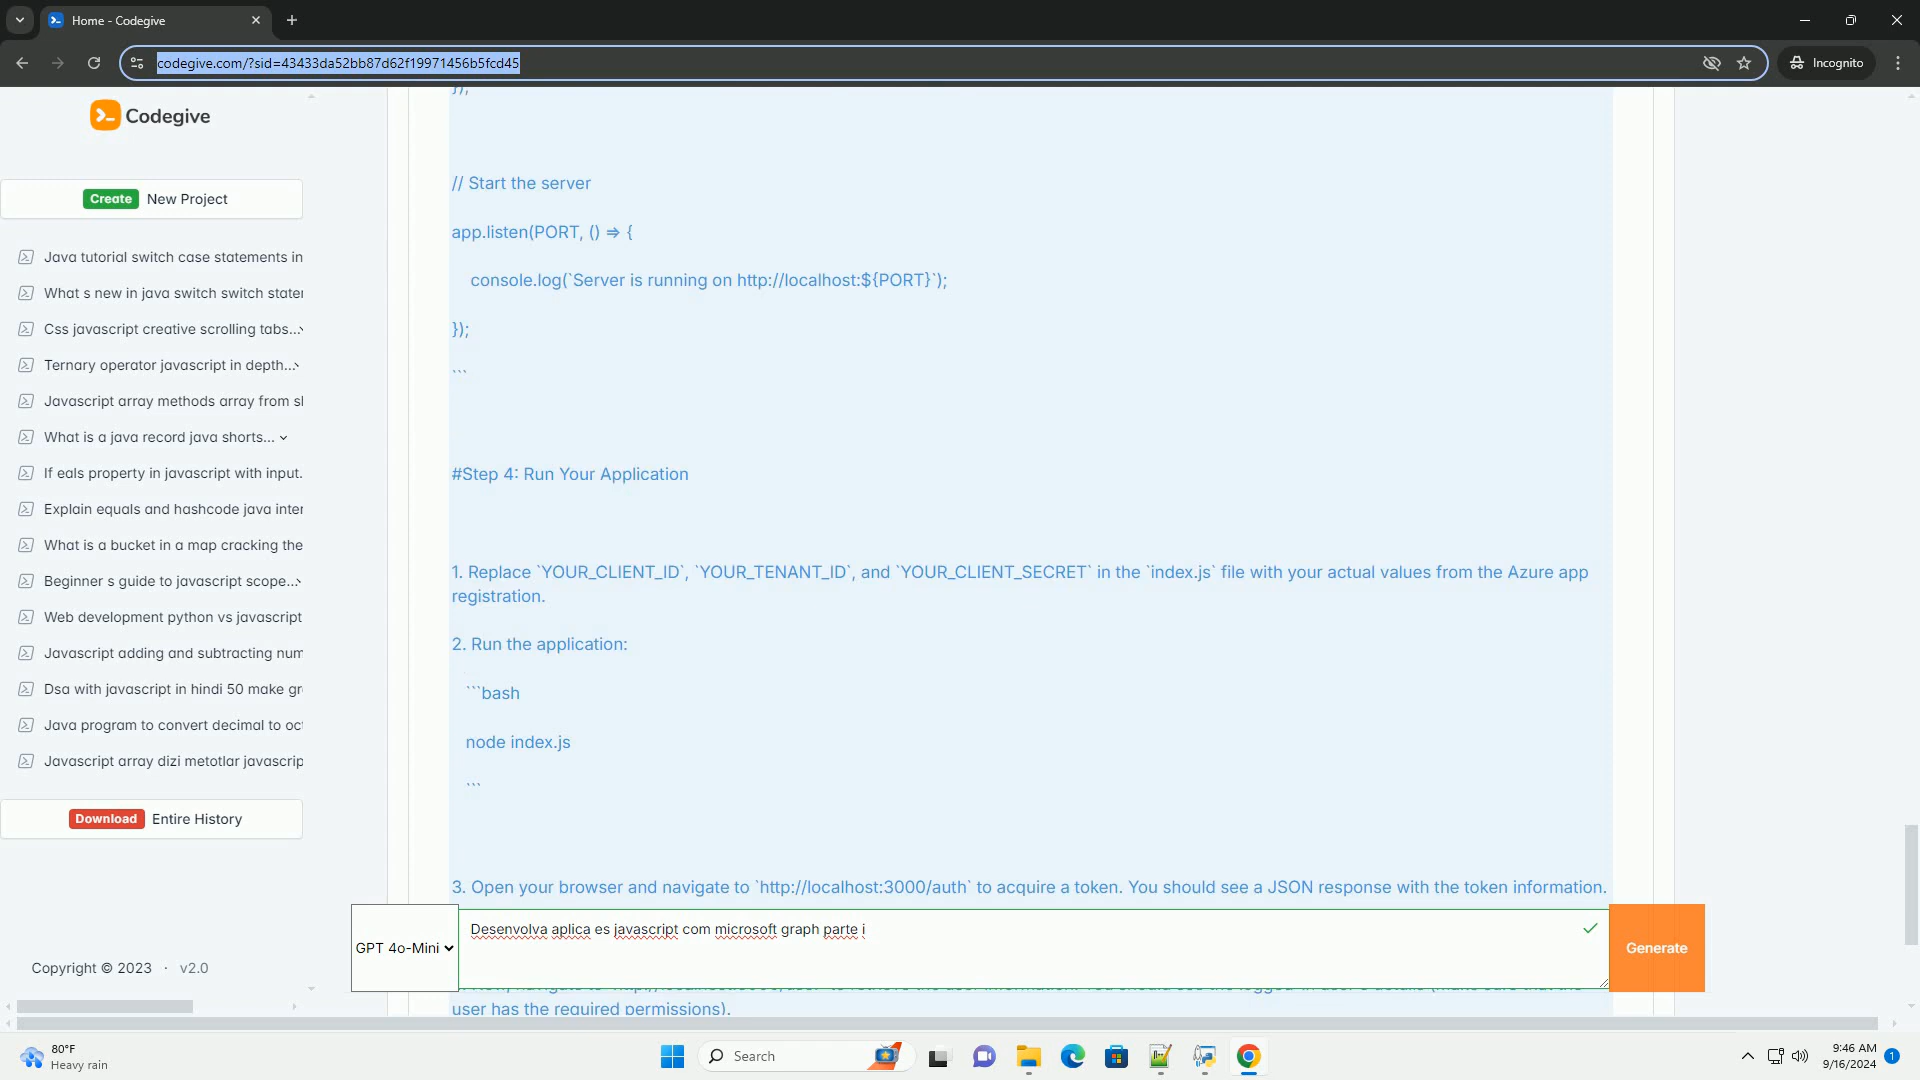 Home - Codegive
codegive.com/?sid=43433da52bb87d62f19971456b5fcd45
Incognito
Codegive
Create New Project
Java tutorial switch case statements in
What s new in java switch switch stater
Css javascript creative scrolling tabs...
Ternary operator javascript in depth...
Javascript array methods array from sl
What is a java record java shorts...
If eals property in javascript with input.
Explain equals and hashcode java inter
What is a bucket in a map cracking the
Beginner s guide to javascript scope...
Web development python vs javascript
Javascript adding and subtracting num
Dsa with javascript in hindi 50 make gr
Java program to convert decimal to oct
Javascript array dizi metotlar javascrip
Download Entire History
Copyright © 2023 · v2.0
});
// Start the server
app.listen(PORT, () => {
console.log(`Server is running on http://localhost:${PORT}`);
});
```
#Step 4: Run Your Application
1. Replace `YOUR_CLIENT_ID`, `YOUR_TENANT_ID`, and `YOUR_CLIENT_SECRET` in the `index.js` file with your actual values from the Azure app
registration.
2. Run the application:
```bash
node index.js
```
3. Open your browser and navigate to `http://localhost:3000/auth` to acquire a token. You should see a JSON response with the token information.
GPT 4o-Mini
Desenvolva aplica es javascript com microsoft graph parte i
Generate
user has the required permissions).
80°F
Heavy rain
Search
9:46 AM
9/16/2024
1